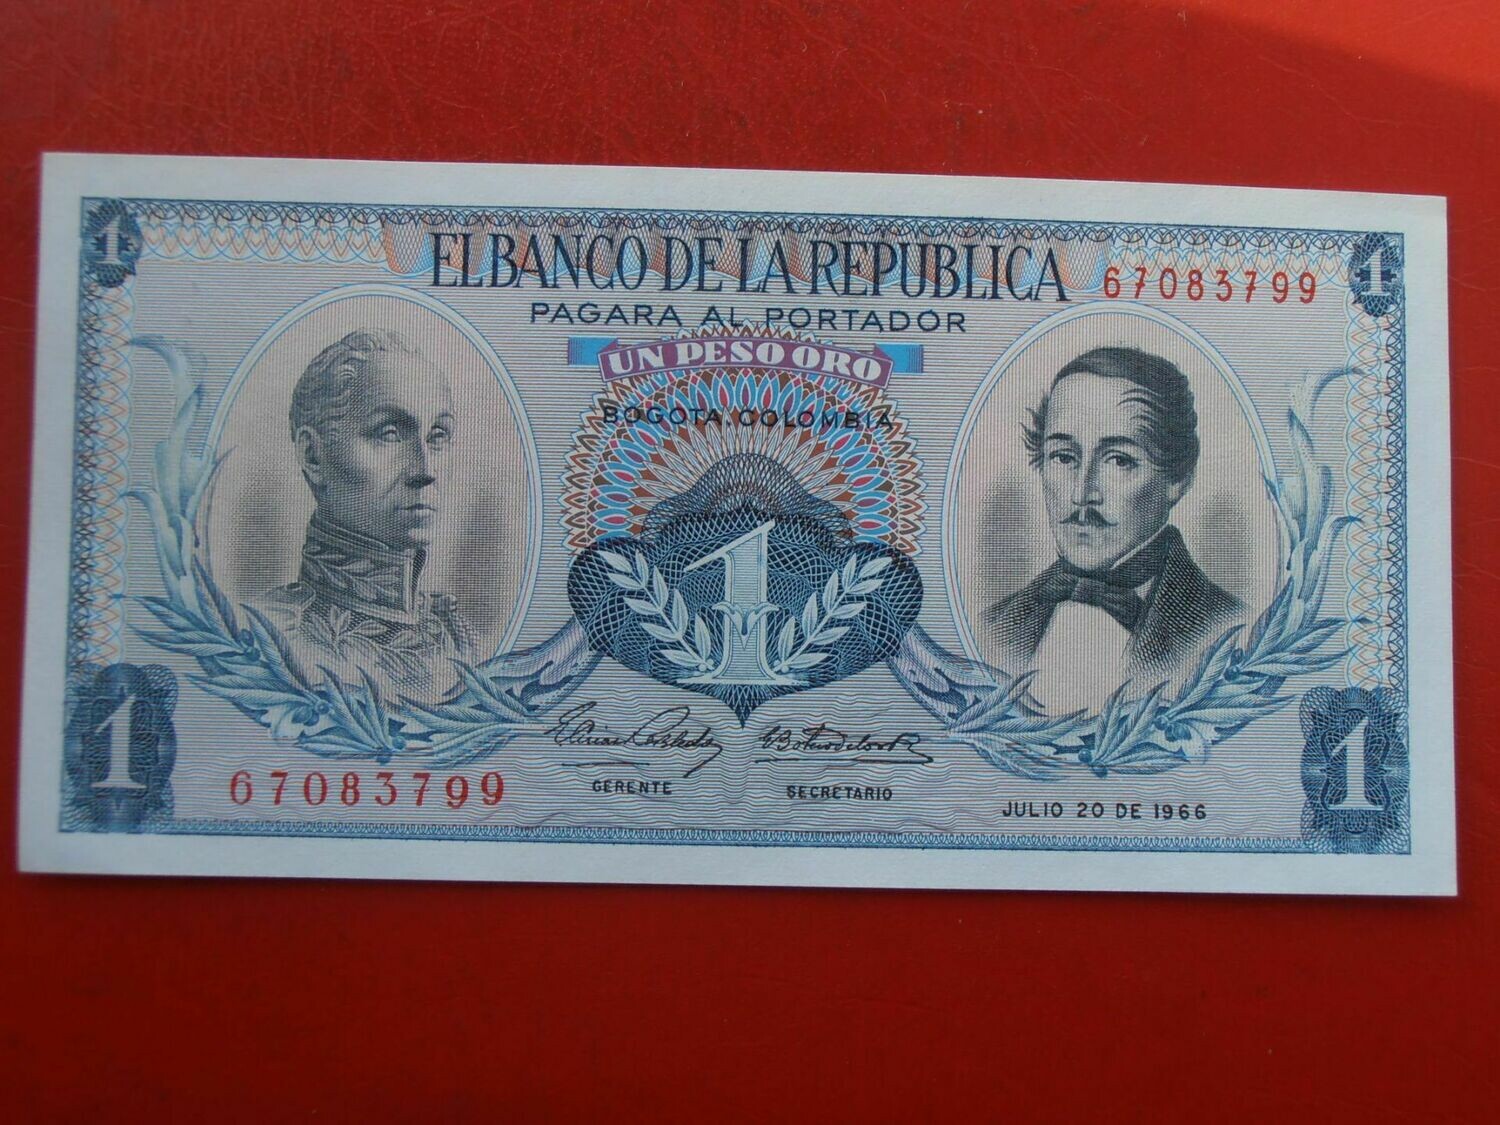 1 1
EL BANCO DE LA REPUBLICA 67083799
PAGARA AL PORTADOR
UN PESO ORO
BOGOTA COLOMBIA
1
67083799
GERENTE
SECRETARIO
JULIO 20 DE 1966
1 1